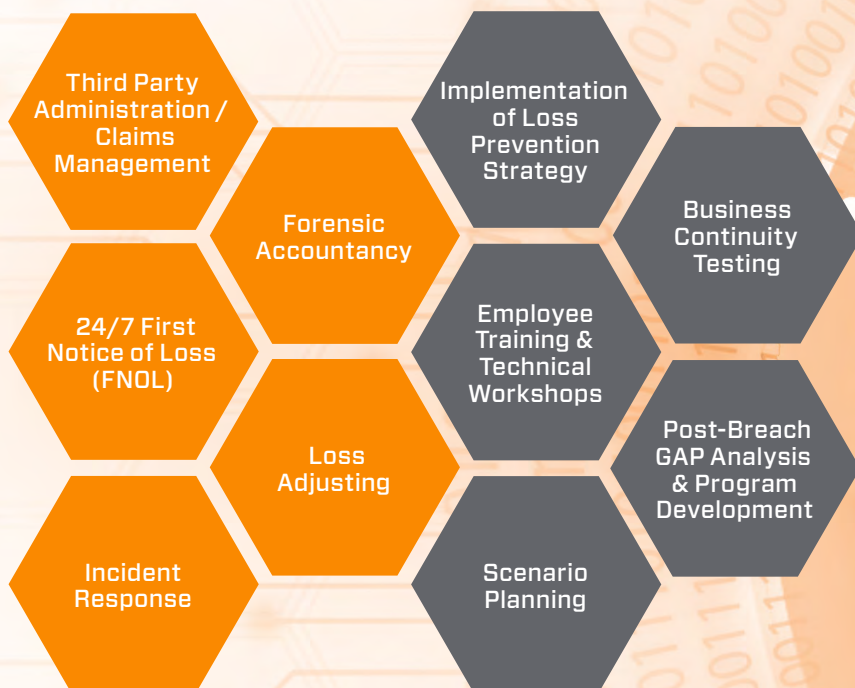 Third Party
Administration /
Claims
Management
Forensic
Accountancy
24/7 First
Notice of Loss
(FNOL)
Loss
Adjusting
Incident
Response
Implementation
of Loss
Prevention
Strategy
Business
Continuity
Testing
Employee
Training &
Technical
Workshops
Post-Breach
GAP Analysis
& Program
Development
Scenario
Planning